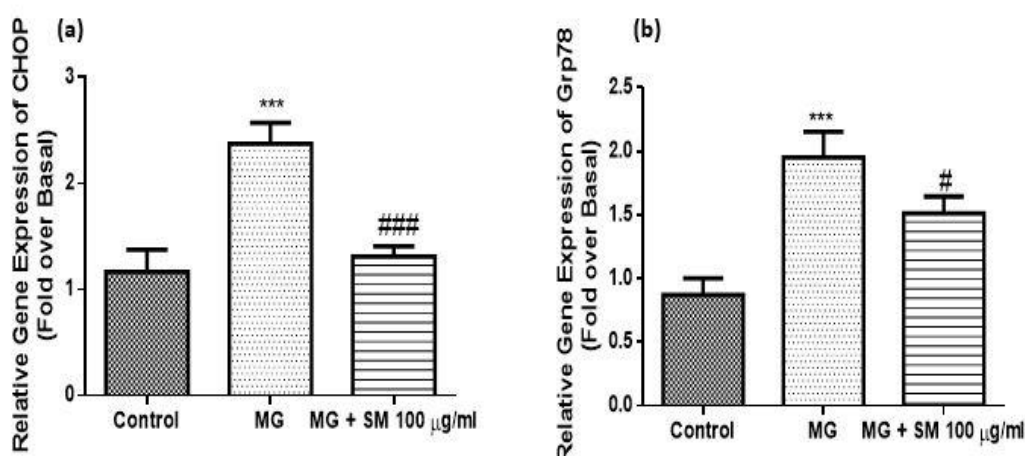 (a)
Relative Gene Expression of CHOP
(Fold over Basal)
3
2
1
0
***
###
Control
MG
MG + SM 100 µg/ml
(b)
Relative Gene Expression of Grp78
(Fold over Basal)
2.5
2.0
1.5
1.0
0.5
0.0
***
#
Control
MG
MG + SM 100 µg/ml